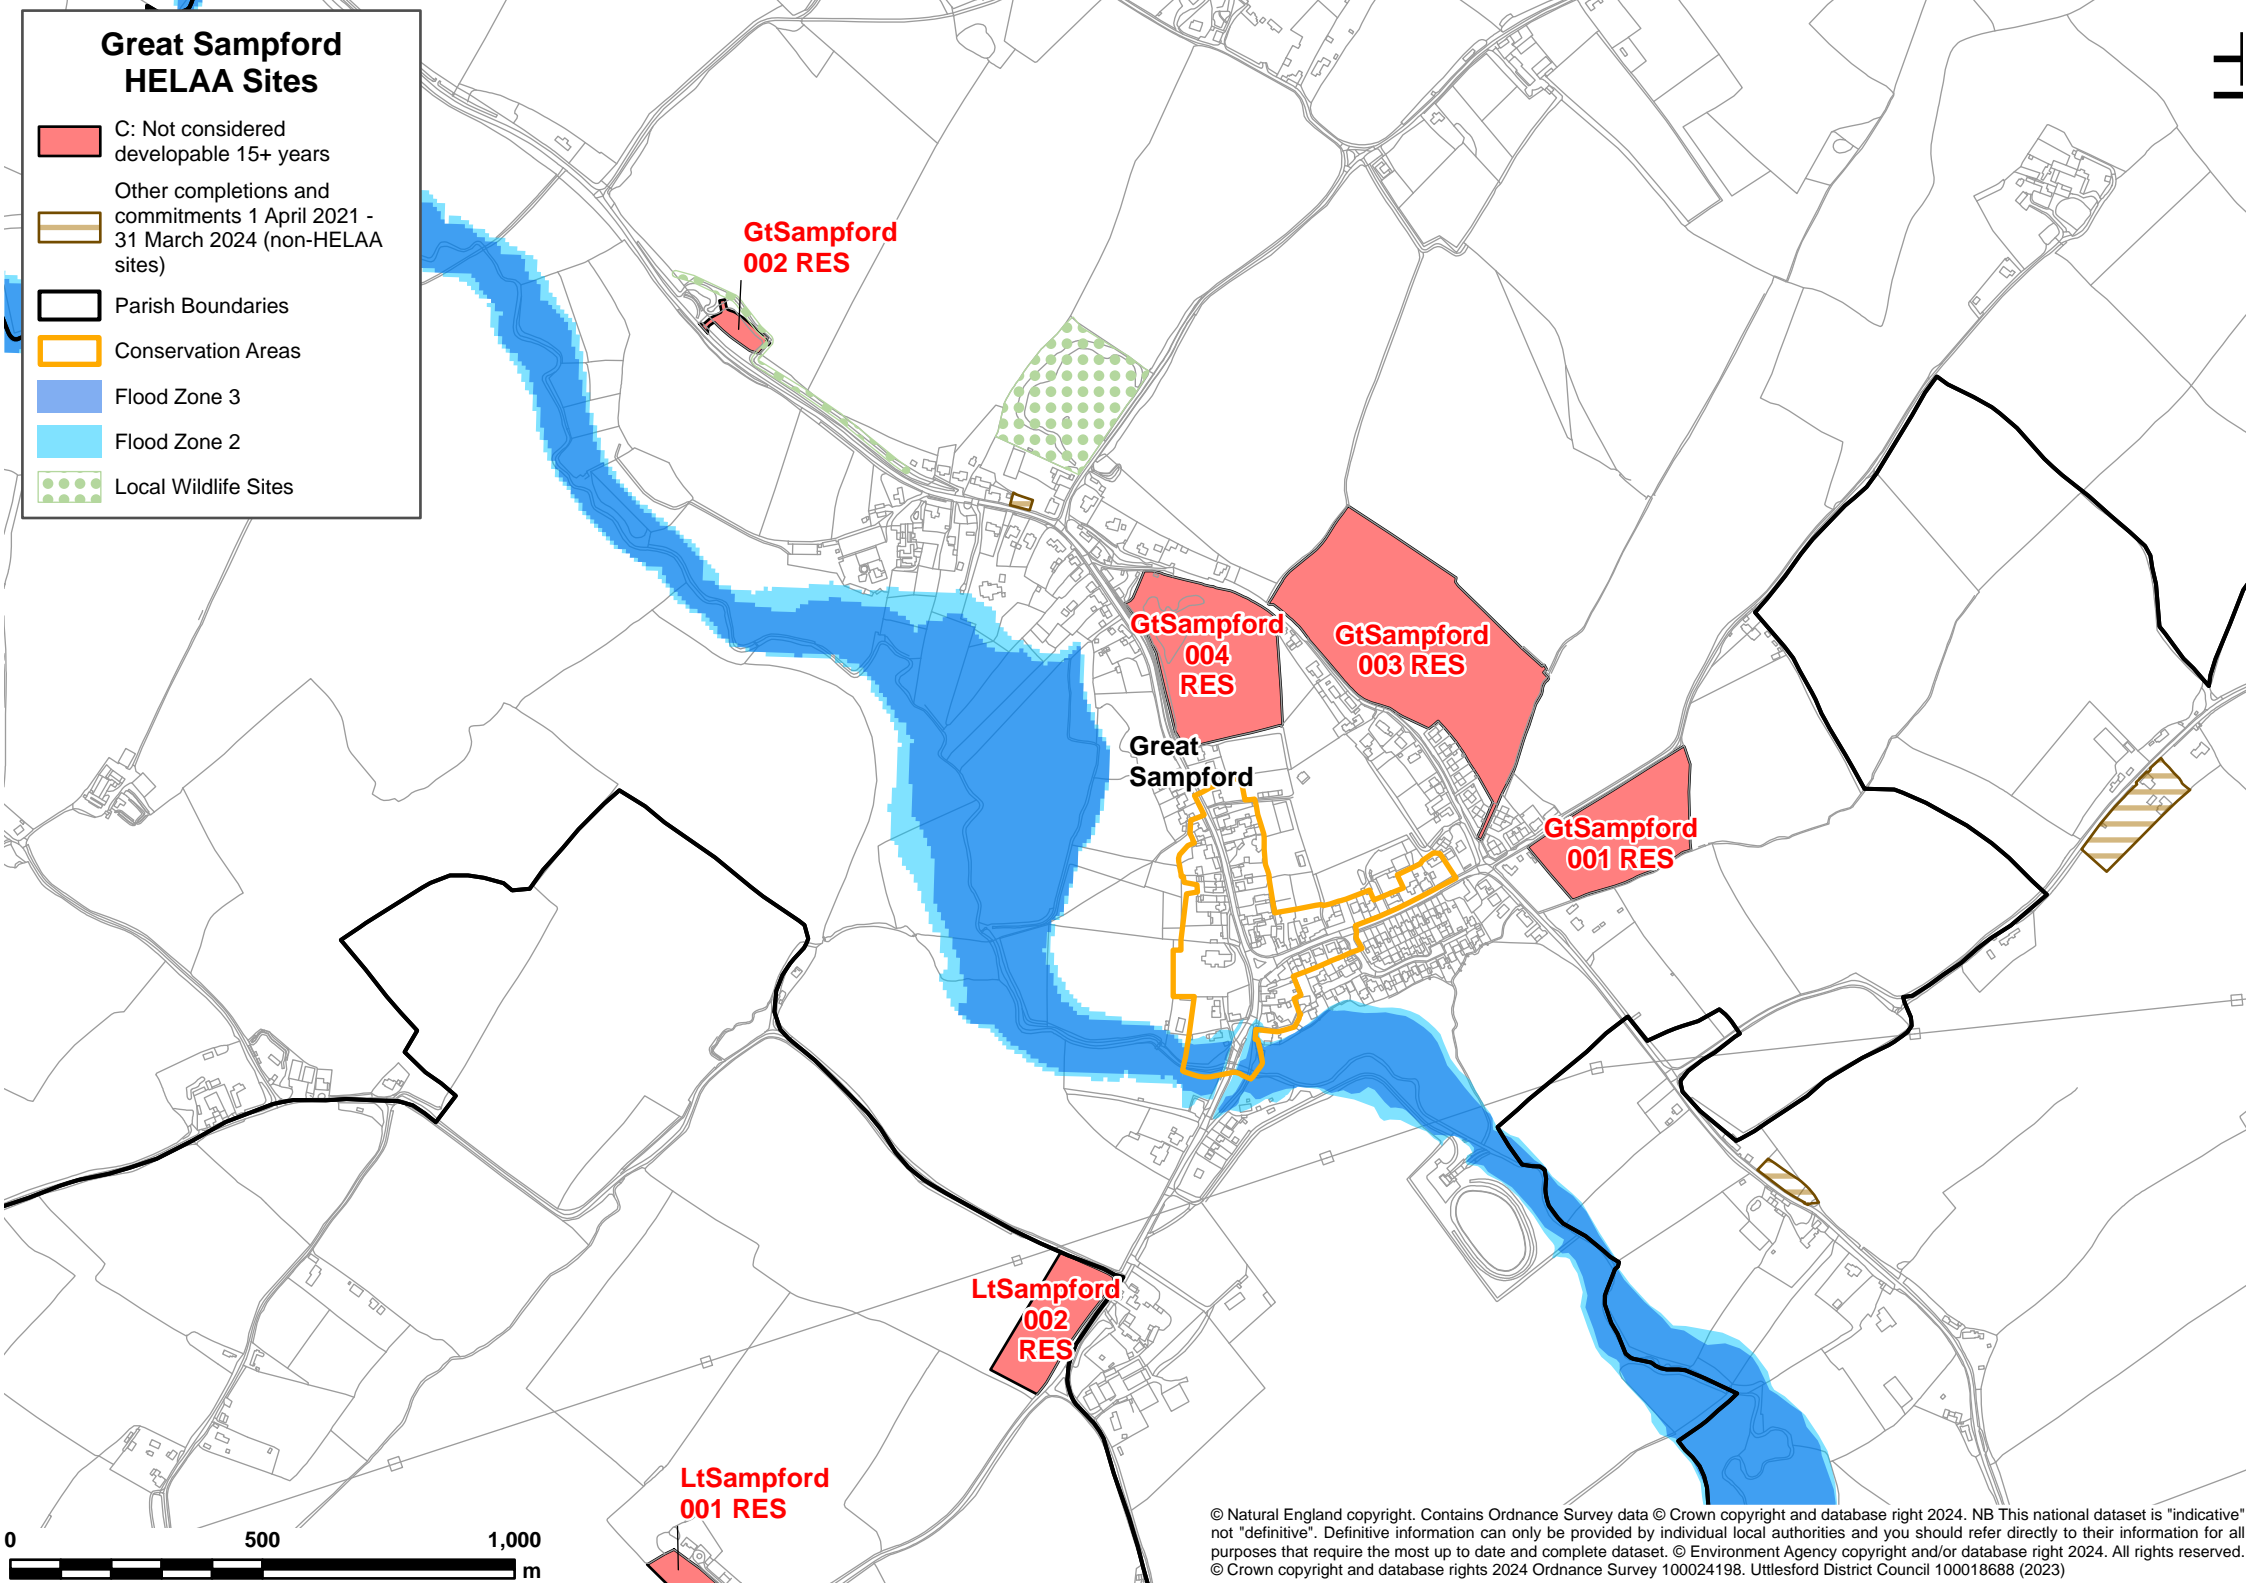 Great Sampford
HELAA Sites
C: Not considered
developable 15+ years
Other completions and
commitments 1 April 2021 -
31 March 2024 (non-HELAA
sites)
Parish Boundaries
Conservation Areas
Flood Zone 3
Flood Zone 2
Local Wildlife Sites
GtSampford
002 RES
GtSampford
004
RES
GtSampford
003 RES
Great
Sampford
GtSampford
001 RES
LtSampford
002
RES
LtSampford
001 RES
0 500 1,000
m
© Natural England copyright. Contains Ordnance Survey data © Crown copyright and database right 2024. NB This national dataset is "indicative"
not "definitive". Definitive information can only be provided by individual local authorities and you should refer directly to their information for all
purposes that require the most up to date and complete dataset. © Environment Agency copyright and/or database right 2024. All rights reserved.
© Crown copyright and database rights 2024 Ordnance Survey 100024198. Uttlesford District Council 100018688 (2023)